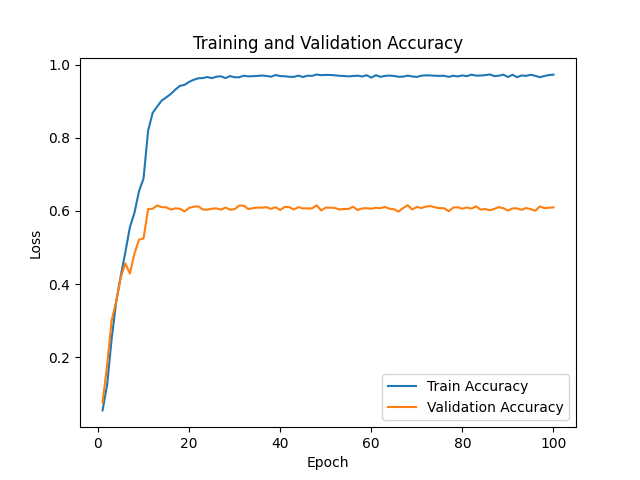 Training and Validation Accuracy
1.0
0.8
0.6
0.4
0.2
Loss
0 20 40 60 80 100
Epoch
Train Accuracy
Validation Accuracy